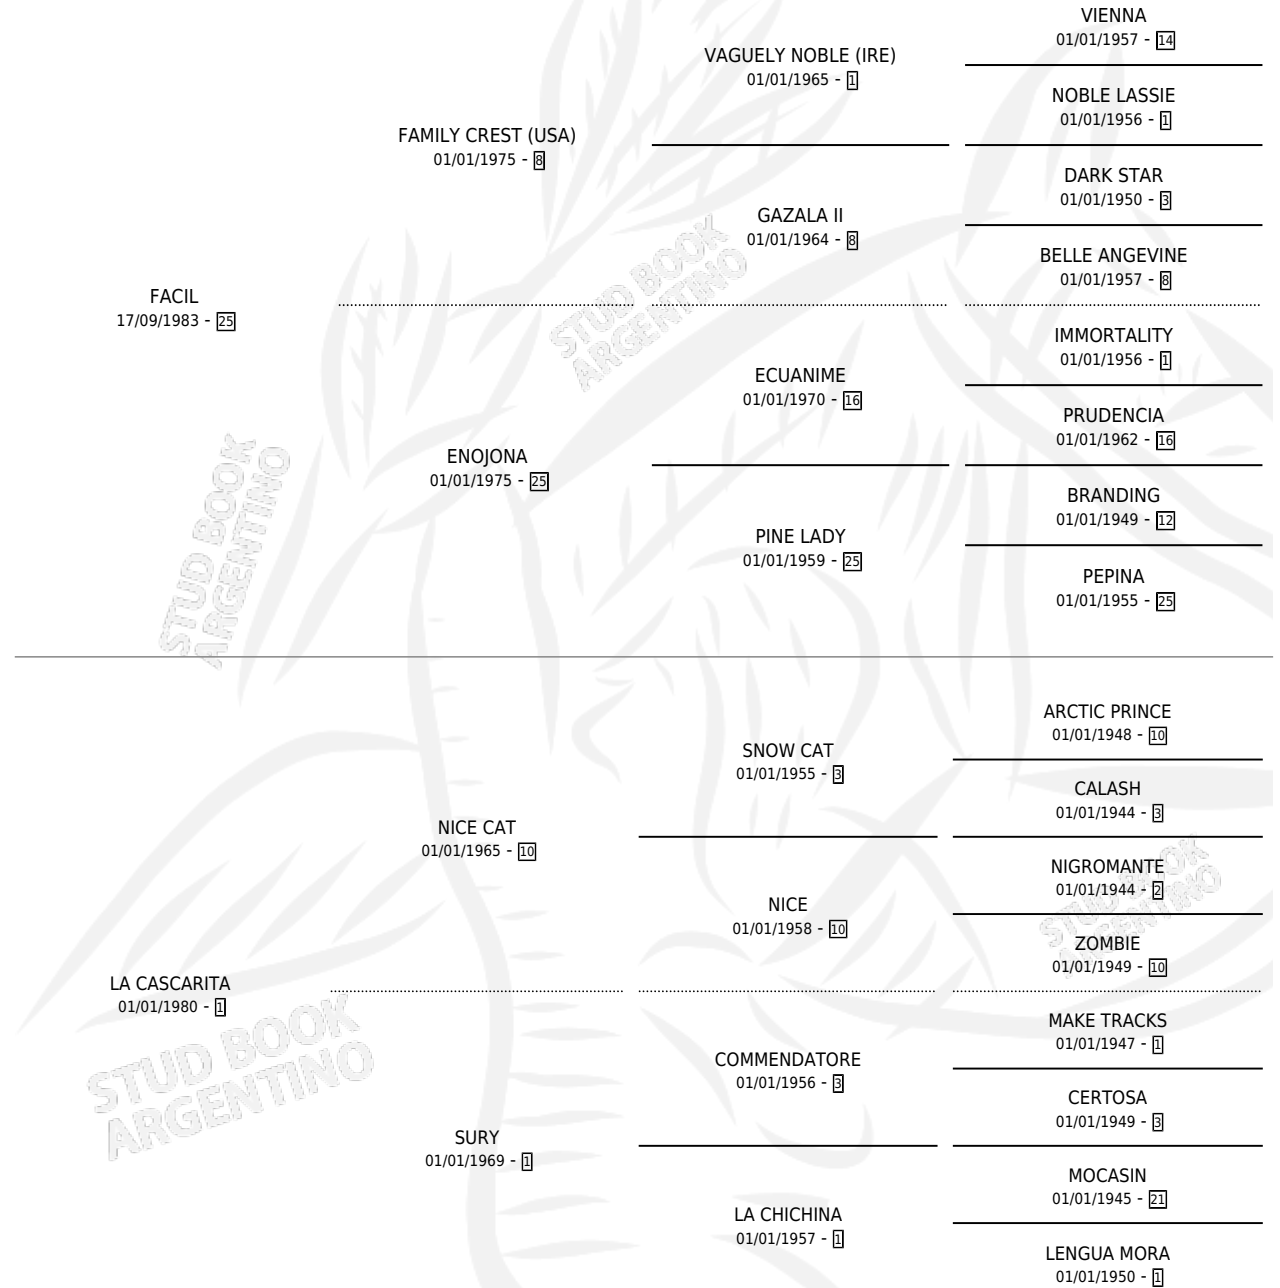 VIENNA
01/01/1957 - 14
VAGUELY NOBLE (IRE)
01/01/1965 - 1
NOBLE LASSIE
01/01/1956 - 1
FAMILY CREST (USA)
01/01/1975 - 8
DARK STAR
01/01/1950 - 3
GAZALA II
01/01/1964 - 8
BELLE ANGEVINE
01/01/1957 - 8
FACIL
17/09/1983 - 25
STUD BOOK
ARGENTINO
IMMORTALITY
01/01/1956 - 1
ECUANIME
01/01/1970 - 16
PRUDENCIA
01/01/1962 - 16
ENOJONA
01/01/1975 - 25
BRANDING
01/01/1949 - 12
PINE LADY
01/01/1959 - 25
PEPINA
01/01/1955 - 25
STUD BOOK
ARGENTINO
ARCTIC PRINCE
01/01/1948 - 10
SNOW CAT
01/01/1955 - 3
CALASH
01/01/1944 - 3
NICE CAT
01/01/1965 - 10
NIGROMANTE
01/01/1944 - 2
NICE
01/01/1958 - 10
STUD BOOK
ARGENTINO
ZOMBIE
01/01/1949 - 10
LA CASCARITA
01/01/1980 - 1
STUD BOOK
ARGENTINO
MAKE TRACKS
01/01/1947 - 1
COMMENDATORE
01/01/1956 - 3
CERTOSA
01/01/1949 - 3
SURY
01/01/1969 - 1
MOCASIN
01/01/1945 - 21
LA CHICHINA
01/01/1957 - 1
LENGUA MORA
01/01/1950 - 1